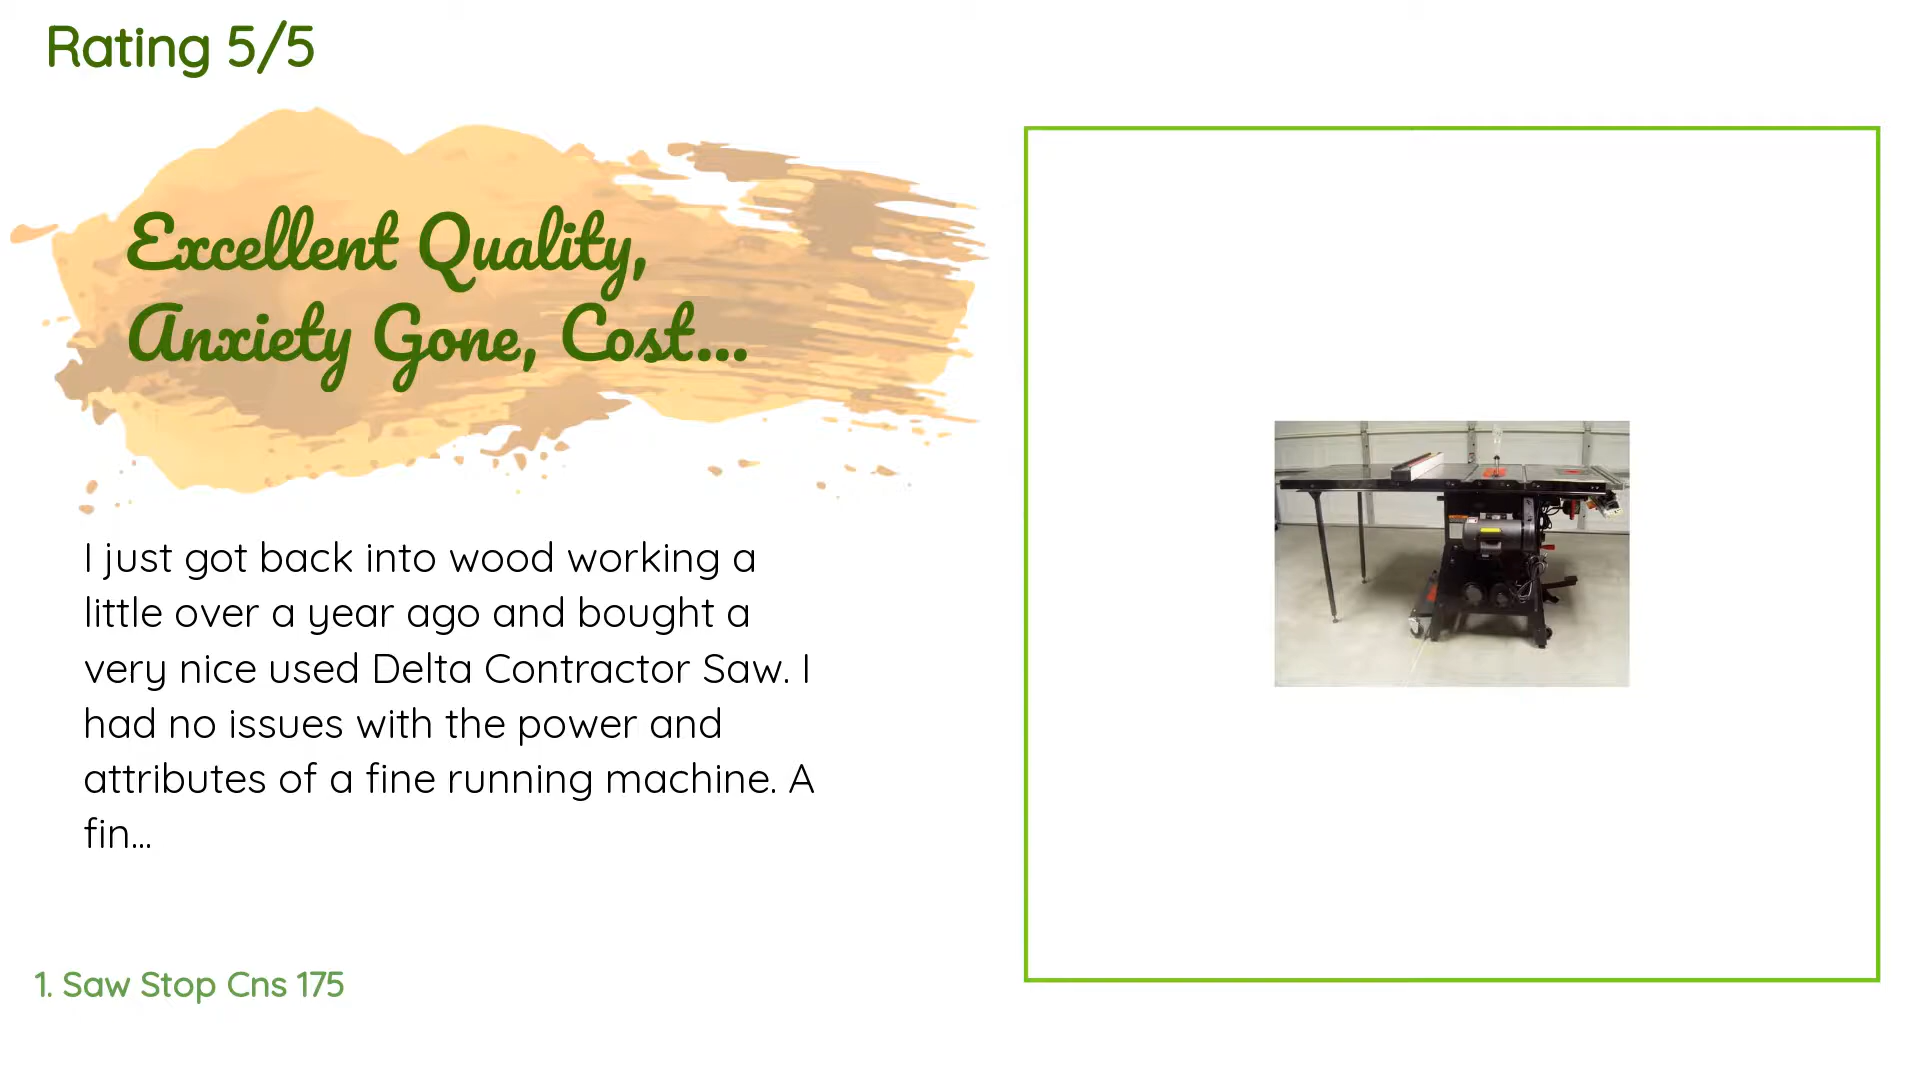 Rating 5/5
Excellent Quality,
Anxiety Gone, Cost...
I just got back into wood working a
little over a year ago and bought a
very nice used Delta Contractor Saw. I
had no issues with the power and
attributes of a fine running machine. A
fin...
1. Saw Stop Cns 175